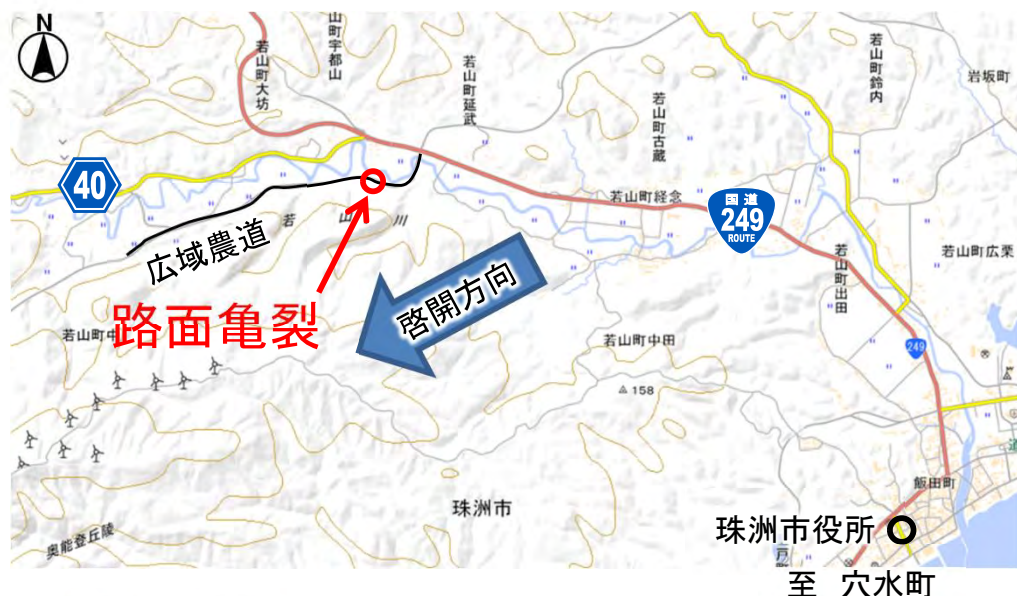 N
若山町宇都山
若山町大坊
若山町延武
若山町古蔵
若山町鈴内
岩坂町
40
若山町経念
国道
249
ROUTE
若山川
広域農道
若山町出田
若山町広栗
啓開方向
路面亀裂
若山町中
若山町中田
249
158
飯田町
道
珠洲市
珠洲市役所
奥能登丘陵
至 穴水町